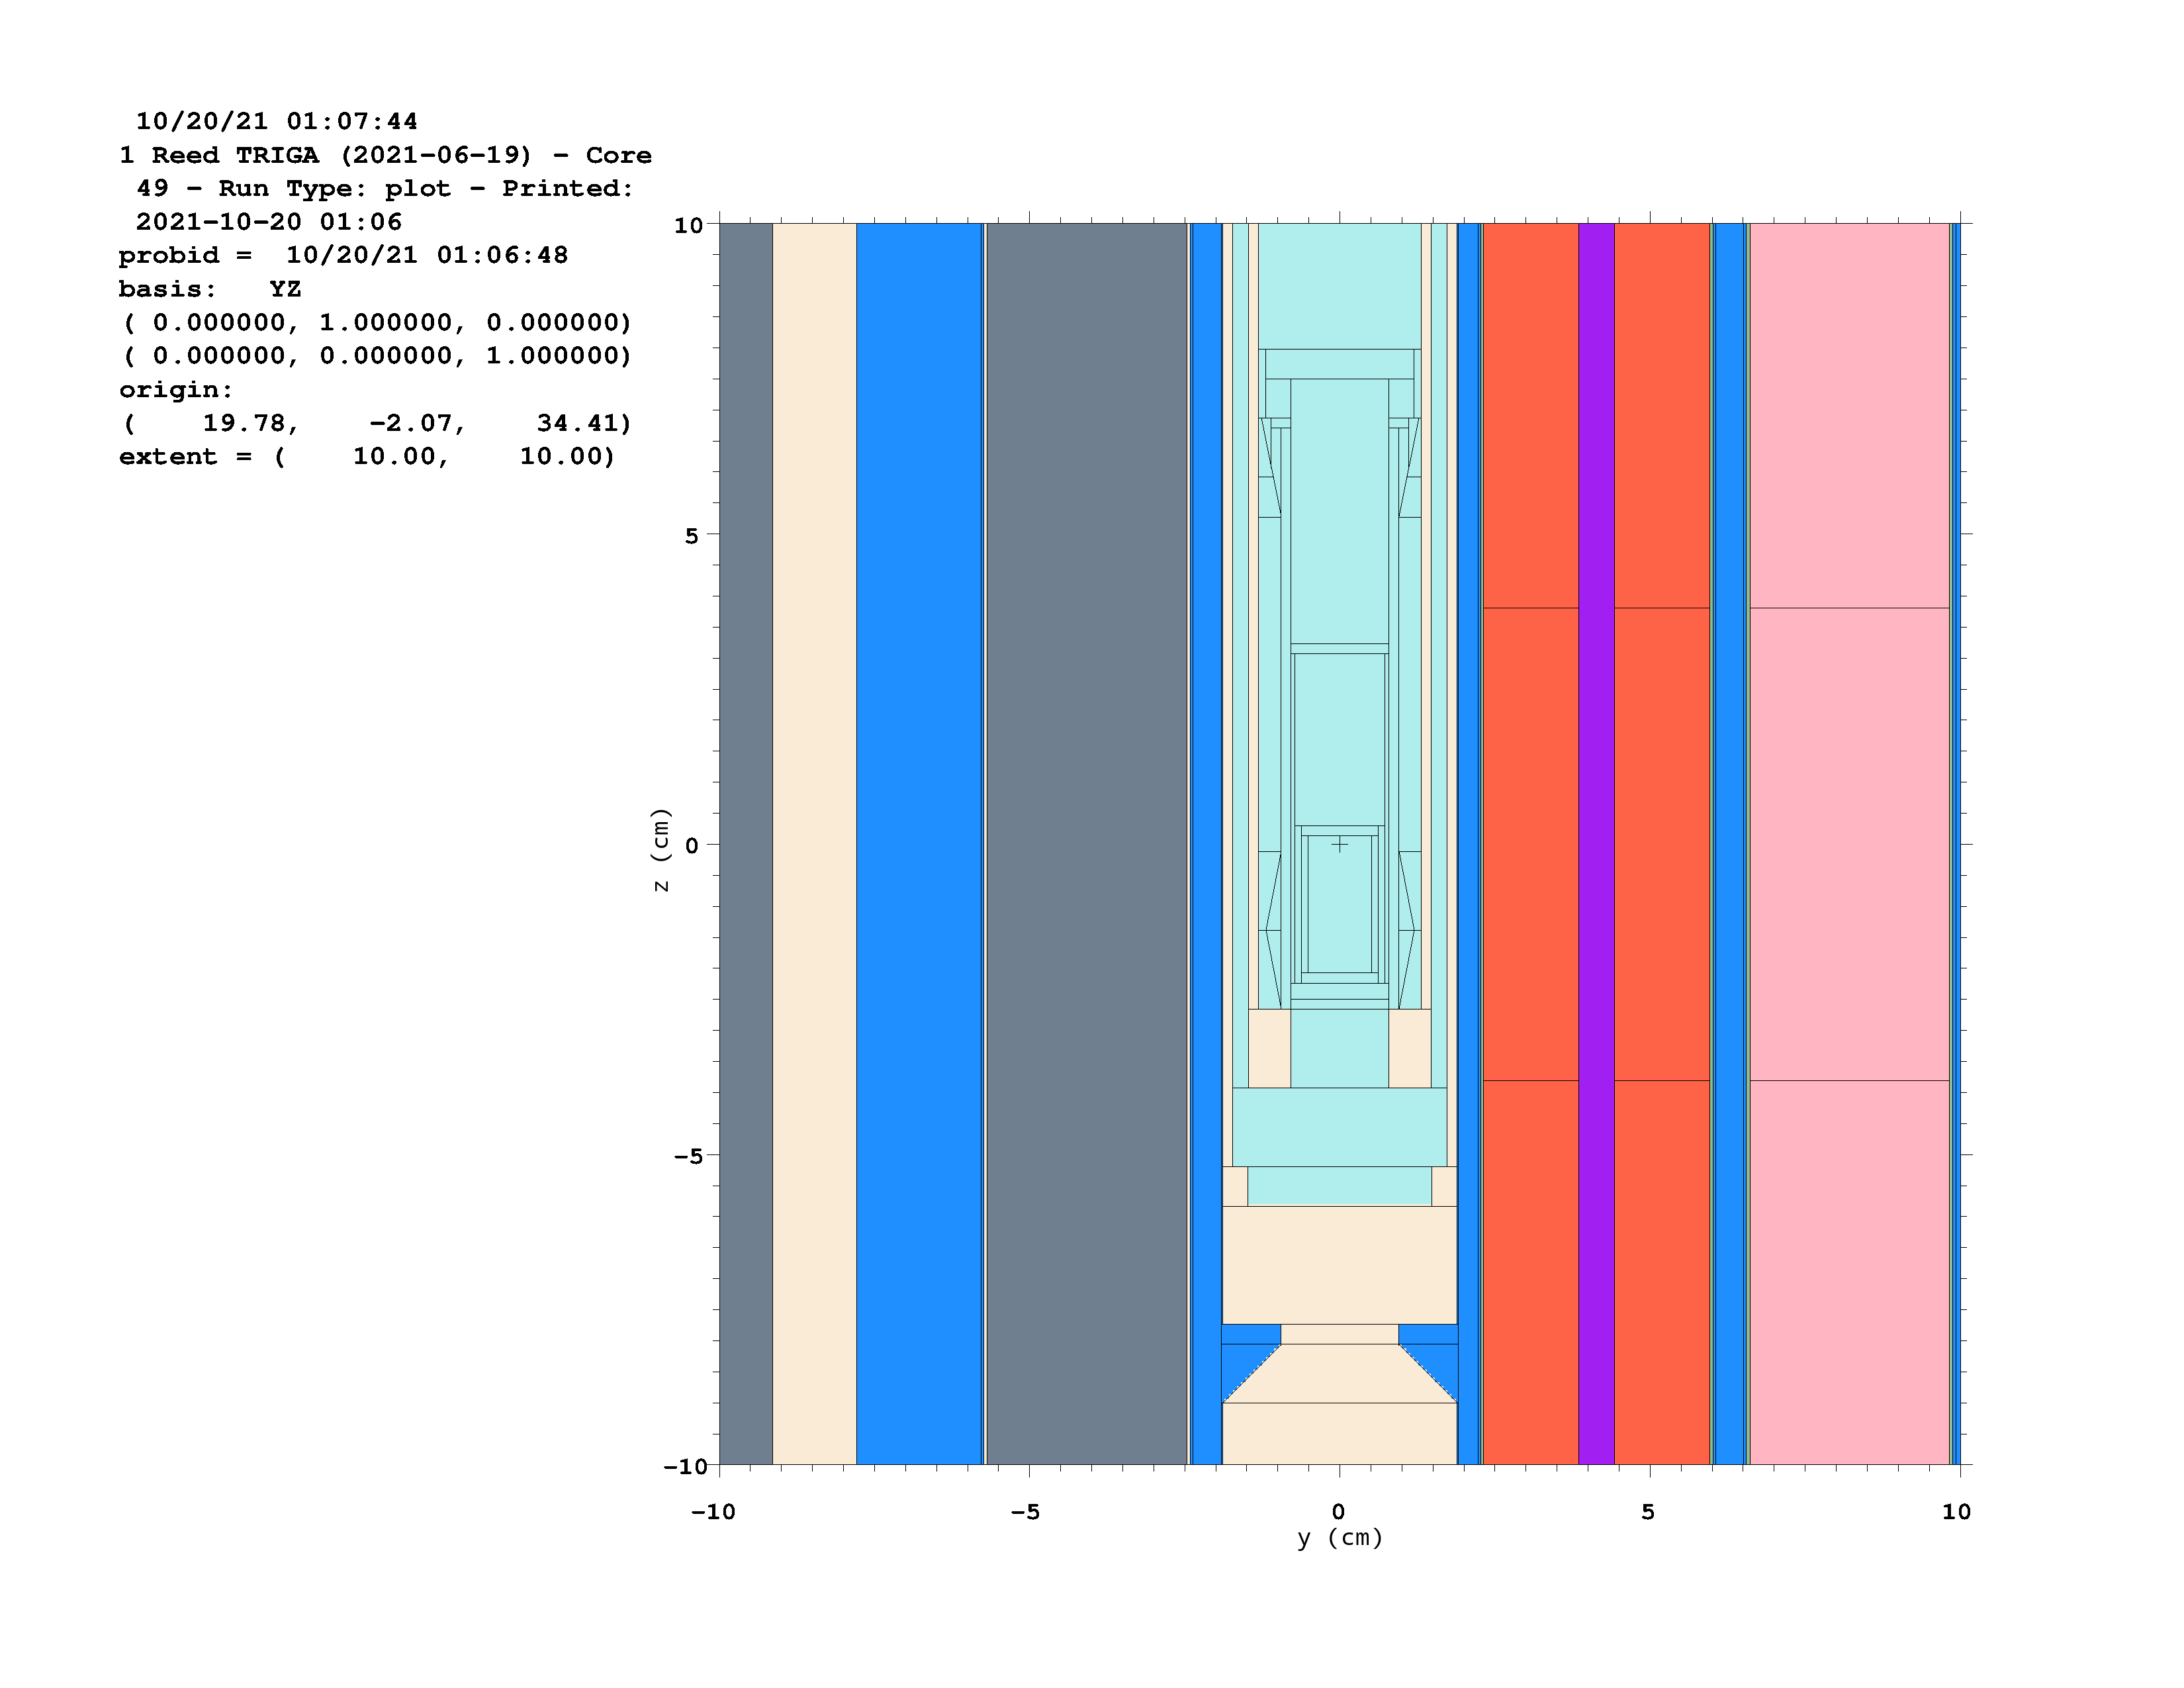 10/20/21 01:07:44
1 Reed TRIGA (2021-06-19) - Core
49 - Run Type: plot - Printed:
2021-10-20 01:06
probid = 10/20/21 01:06:48
basis: YZ
( 0.000000, 1.000000, 0.000000)
( 0.000000, 0.000000, 1.000000)
origin:
( 19.78, -2.07, 34.41)
extent = ( 10.00, 10.00)
10
5
0
-5
-10
z (cm)
-10 -5 0 5 10
y (cm)